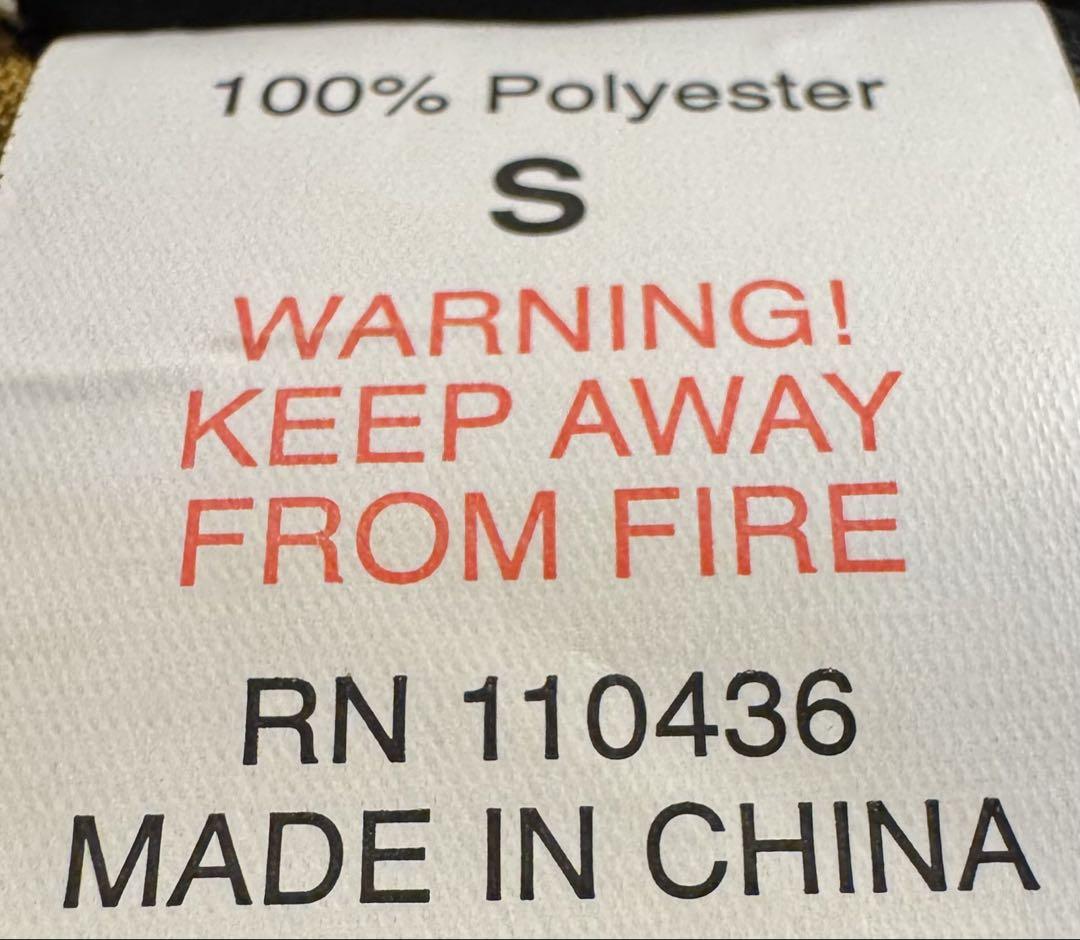 100% Polyester
S
WARNING!
KEEP AWAY
FROM FIRE
RN 110436
MADE IN CHINA